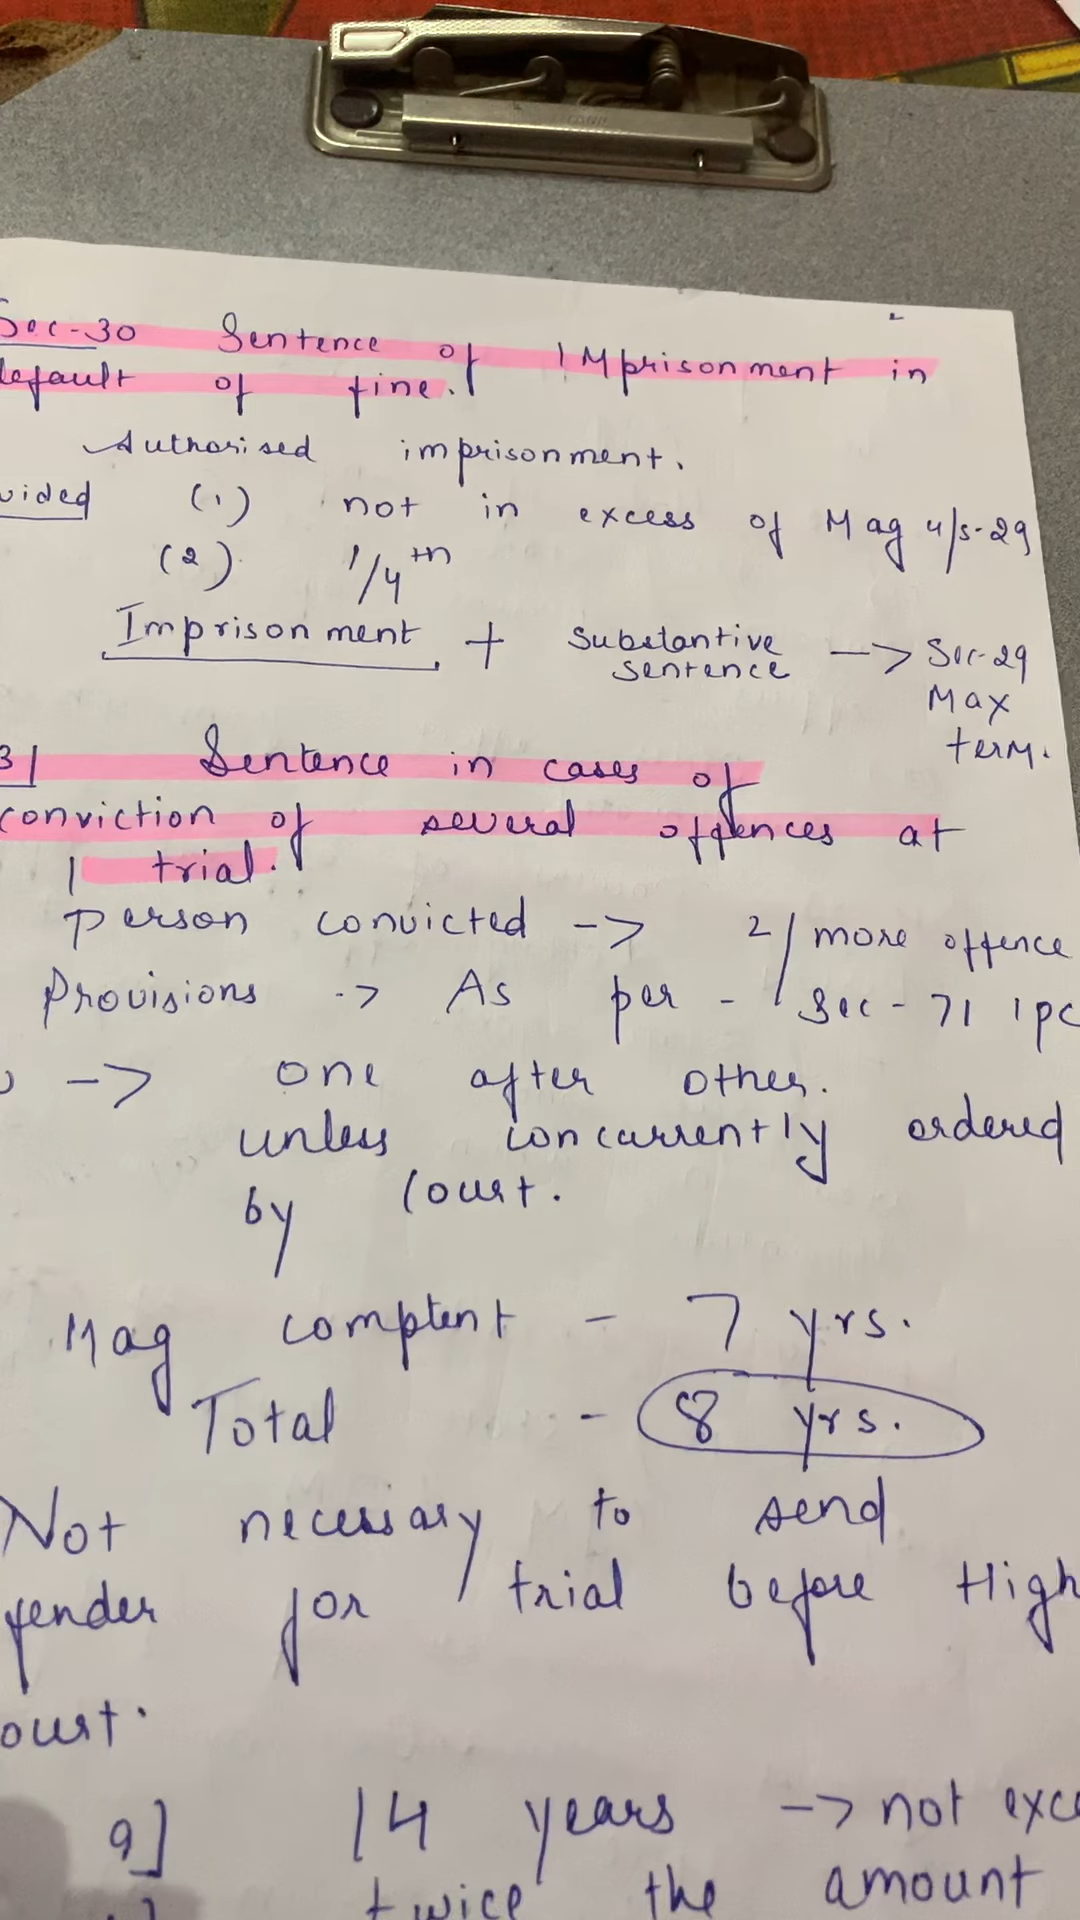 Sec-30 Sentence of IMprisonment in
default of fine.
Authorised imprisonment.
vided (1) not in excess of Mag u/s-29
(2) 1/4th
Imprisonment + Substantive sentence -> Sec-29 Max term.
31 Sentence in cases of
conviction of several offences at
1 trial.
person convicted -> 2/more offence
Provisions -> As per - Sec-71 ipc
-> one after other.
unless concurrently ordered
by Court.
Mag comptent - 7 yrs.
Total - 8 yrs.
Not necessary to send
fender for trial before High
ourt.
a] 14 years -> not exce
twice the amount